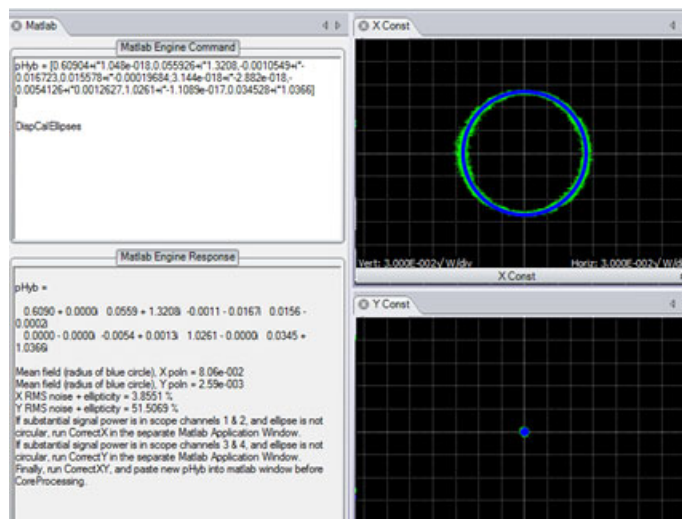 Matlab
Matlab Engine Command
pHyb = [0.60904+i*1.048e-018,0.055926+i*1.3208,-0.0010549+i*-
0.016723,0.015578+i*-0.00019684;3.144e-018+i*-2.882e-018,-
0.0054126+i*0.0012627,1.0261+i*-1.1089e-017,0.034528+i*1.0366]
]
DispCalEllipses
Matlab Engine Response
pHyb =
0.6090 + 0.0000i 0.0559 + 1.3208i -0.0011 - 0.0167i 0.0156 -
0.0002i
0.0000 - 0.0000i -0.0054 + 0.0013i 1.0261 - 0.0000i 0.0345 +
1.0366i
Mean field (radius of blue circle), X poln = 8.06e-002
Mean field (radius of blue circle), Y poln = 2.59e-003
X RMS noise + ellipticity = 3.8551 %
Y RMS noise + ellipticity = 51.5069 %
If substantial signal power is in scope channels 1 & 2, and ellipse is not
circular, run CorrectX in the separate Matlab Application Window.
If substantial signal power is in scope channels 3 & 4, and ellipse is not
circular, run CorrectY in the separate Matlab Application Window.
Finally, run CorrectXY, and paste new pHyb into matlab window before
CoreProcessing.
X Const
Vert: 3.000E-002√W/div Horiz: 3.000E-002√W/div
X Const
Y Const